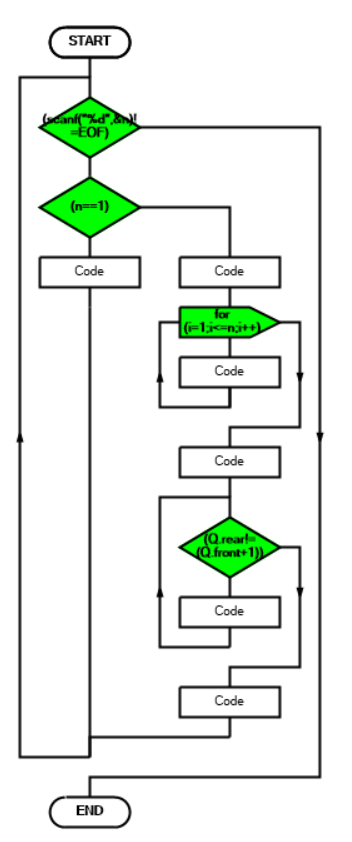 START
(scanf("%d",&n)!
=EOF)
(n==1)
Code
Code
for
(i=1;i<=n;i++)
Code
Code
(Q.rear!=
(Q.front+1))
Code
Code
END